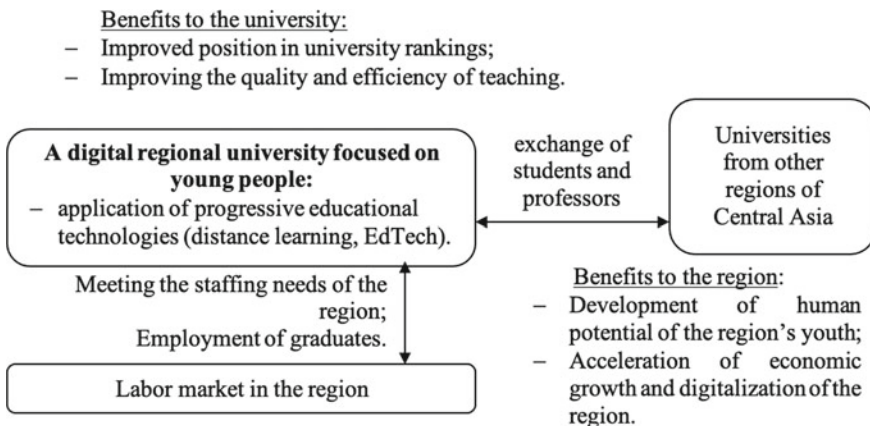 Benefits to the university:
– Improved position in university rankings;
– Improving the quality and efficiency of teaching.
A digital regional university focused on
young people:
– application of progressive educational
technologies (distance learning, EdTech).
exchange of
students and
professors
Universities
from other
regions of
Central Asia
Meeting the staffing needs of the
region;
Employment of graduates.
Labor market in the region
Benefits to the region:
– Development of human
potential of the region’s youth;
– Acceleration of economic
growth and digitalization of the
region.